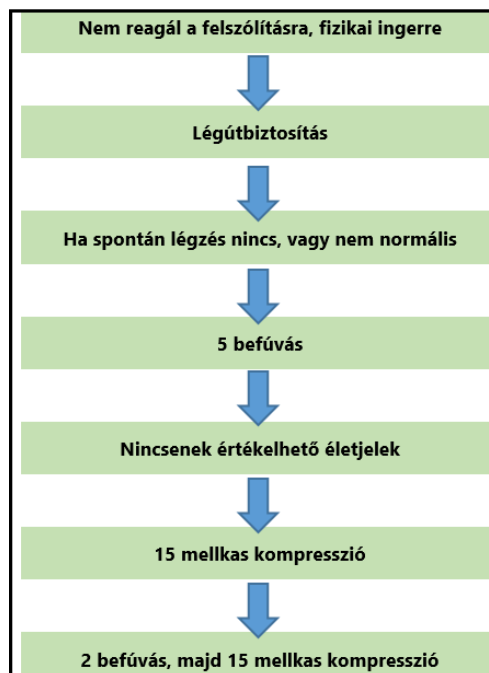 Nem reagál a felszólításra, fizikai ingerre
Légútbiztosítás
Ha spontán légzés nincs, vagy nem normális
5 befúvás
Nincsenek értékelhető életjelek
15 mellkas kompresszió
2 befúvás, majd 15 mellkas kompresszió